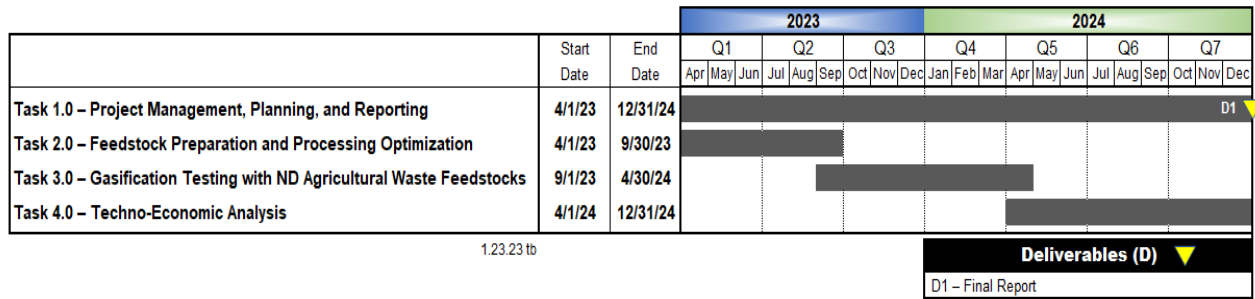 2023 2024
Start End Q1 Q2 Q3 Q4 Q5 Q6 Q7
Date Date Apr May Jun Jul Aug Sep Oct Nov Dec Jan Feb Mar Apr May Jun Jul Aug Sep Oct Nov Dec
Task 1.0 – Project Management, Planning, and Reporting 4/1/23 12/31/24 D1
Task 2.0 – Feedstock Preparation and Processing Optimization 4/1/23 9/30/23
Task 3.0 – Gasification Testing with ND Agricultural Waste Feedstocks 9/1/23 4/30/24
Task 4.0 – Techno-Economic Analysis 4/1/24 12/31/24
1.23.23 tb
Deliverables (D)
D1 – Final Report